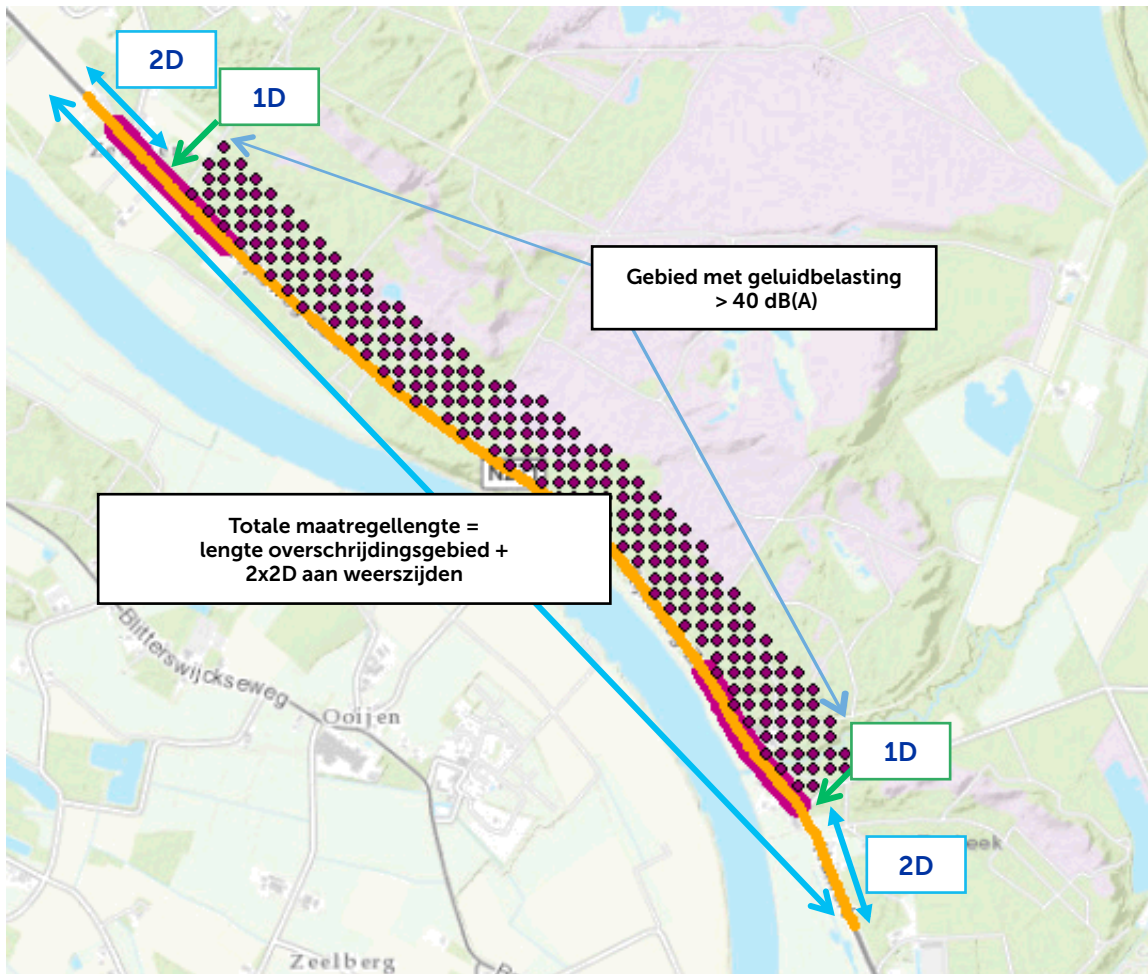 2D
1D
Gebied met geluidbelasting
> 40 dB(A)
Totale maatregellengte =
lengte overschrijdingsgebied +
2x2D aan weerszijden
-Blitterswijckseweg
Ooijen
1D
2D
Zeelberg